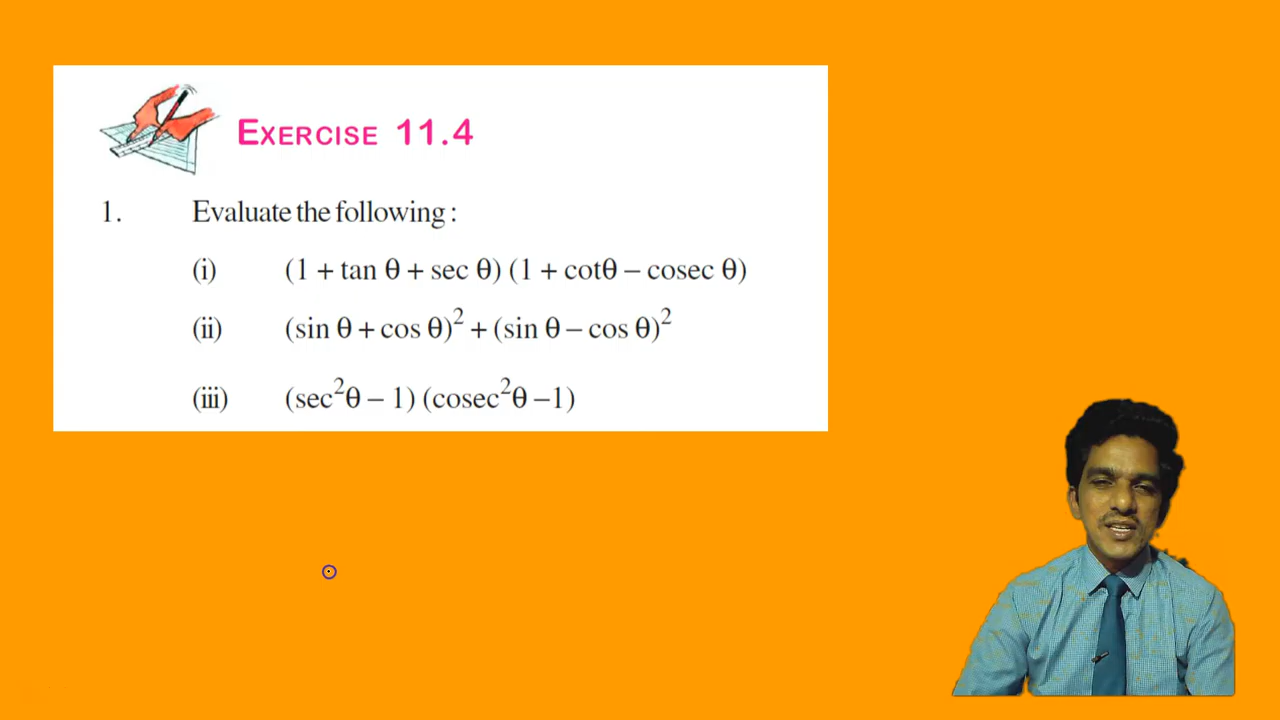 EXERCISE 11.4
1. Evaluate the following :
(i) (1 + tan θ + sec θ) (1 + cotθ – cosec θ)
(ii) (sin θ + cos θ)² + (sin θ – cos θ)²
(iii) (sec²θ – 1) (cosec²θ –1)